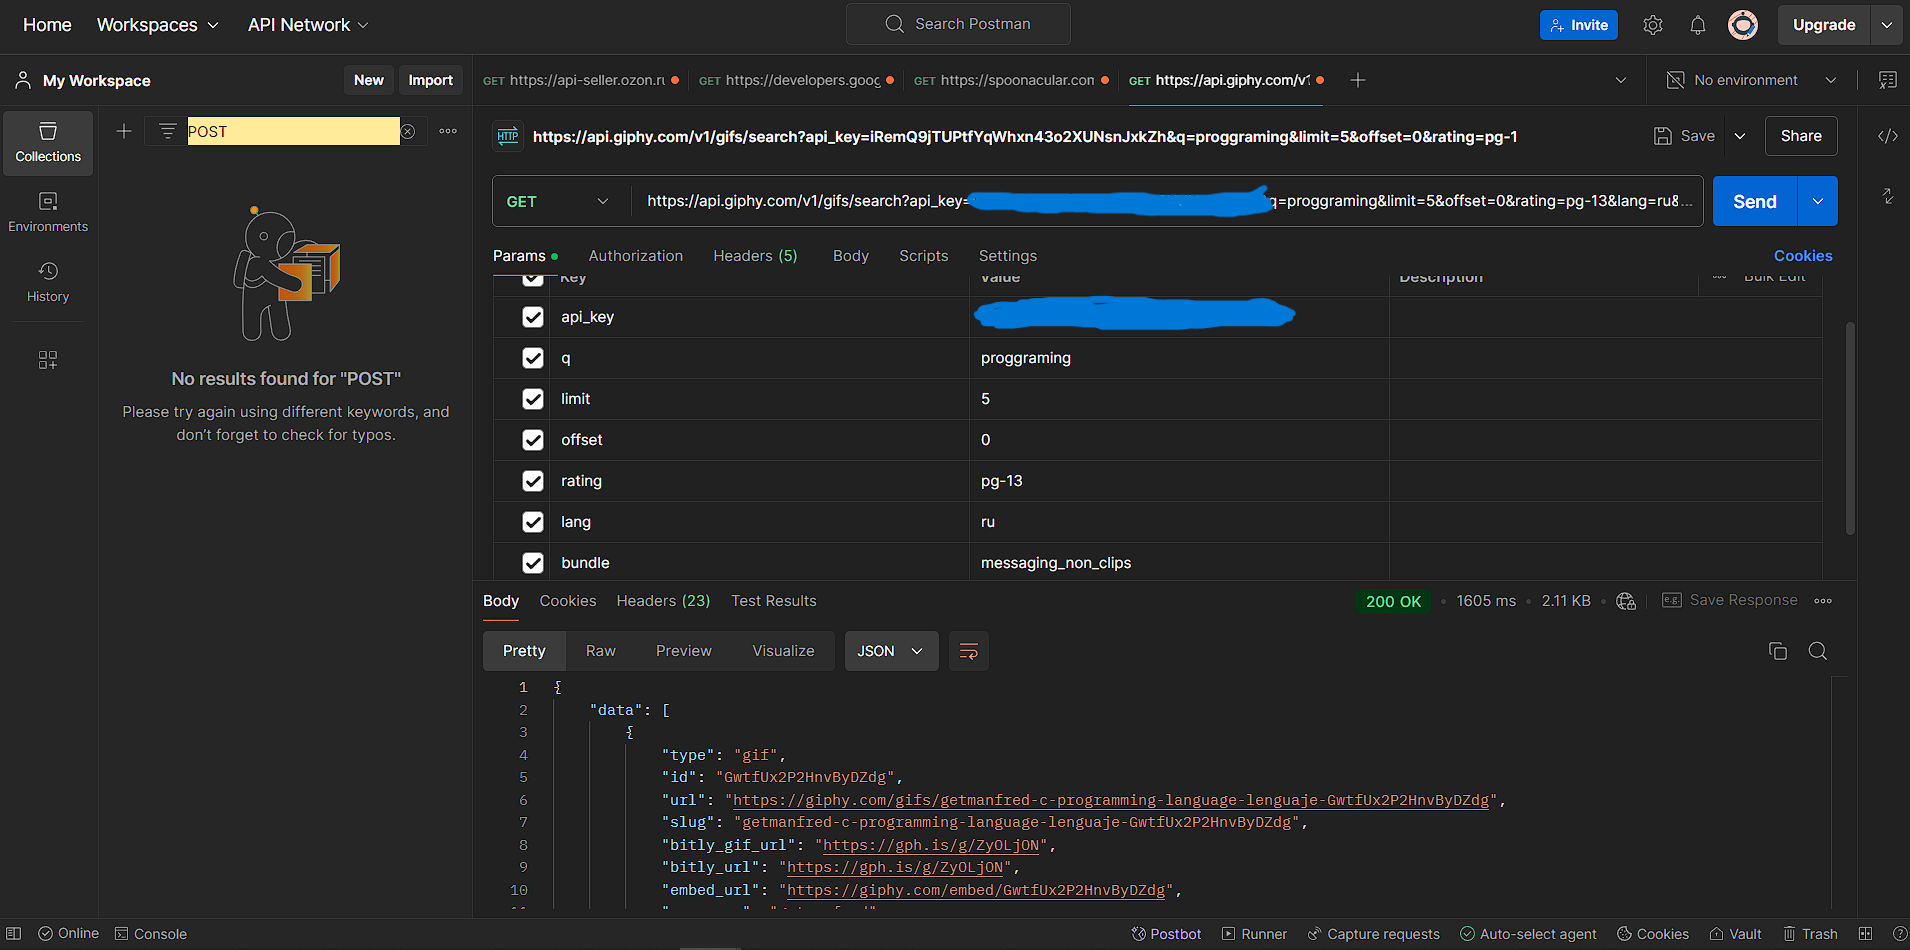 Home Workspaces API Network Search Postman Invite Upgrade
My Workspace New Import GET https://api-seller.ozon.ru GET https://developers.goog GET https://spoonacular.com GET https://api.giphy.com/v1 No environment
POST
Collections
Environments
History
No results found for "POST"
Please try again using different keywords, and
don't forget to check for typos.
HTTP https://api.giphy.com/v1/gifs/search?api_key=iRemQ9jTUPtfYqWhxn43o2XUNsnJxkZh&q=proggraming&limit=5&offset=0&rating=pg-1 Save Share
GET https://api.giphy.com/v1/gifs/search?api_key= q=proggraming&limit=5&offset=0&rating=pg-13&lang=ru&... Send
Params Authorization Headers (5) Body Scripts Settings Cookies
Key Value Description Bulk Edit
api_key
q proggraming
limit 5
offset 0
rating pg-13
lang ru
bundle messaging_non_clips
Body Cookies Headers (23) Test Results 200 OK 1605 ms 2.11 KB e.g. Save Response
Pretty Raw Preview Visualize JSON
1 {
2 "data": [
3 {
4 "type": "gif",
5 "id": "GwtfUx2P2HnvByDZdg",
6 "url": "https://giphy.com/gifs/getmanfred-c-programming-language-lenguaje-GwtfUx2P2HnvByDZdg",
7 "slug": "getmanfred-c-programming-language-lenguaje-GwtfUx2P2HnvByDZdg",
8 "bitly_gif_url": "https://gph.is/g/ZyOLjON",
9 "bitly_url": "https://gph.is/g/ZyOLjON",
10 "embed_url": "https://giphy.com/embed/GwtfUx2P2HnvByDZdg",
Online Console Postbot Runner Capture requests Auto-select agent Cookies Vault Trash